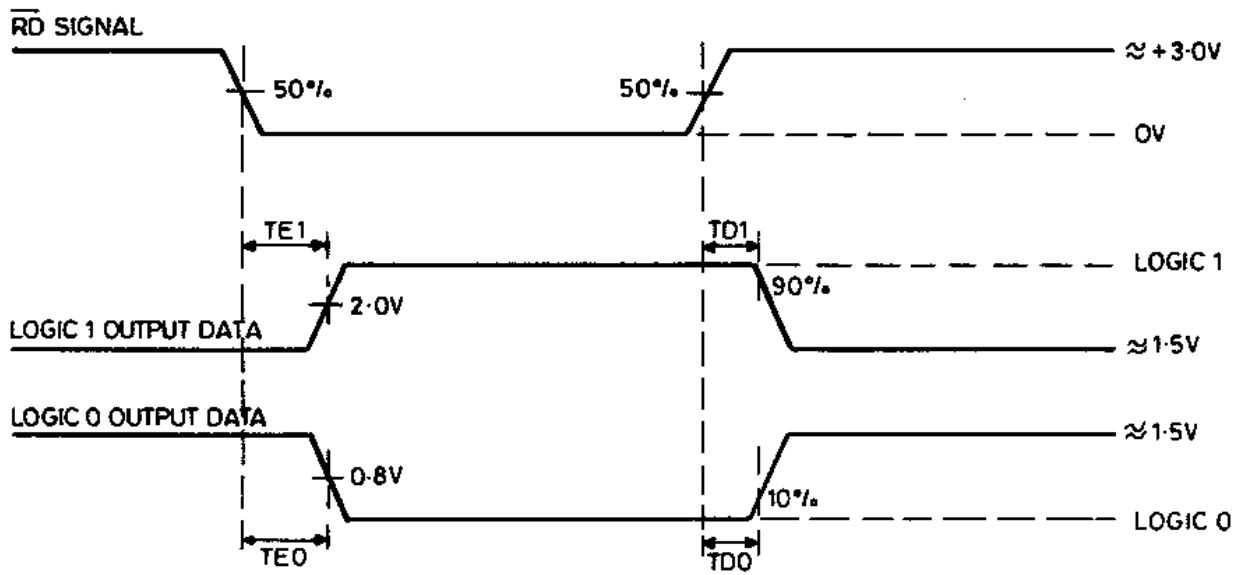 RD SIGNAL
≈ +3·0V
50%
50%
0V
TE1
TD1
LOGIC 1
90%
2·0V
LOGIC 1 OUTPUT DATA
≈1·5V
LOGIC 0 OUTPUT DATA
≈1·5V
0·8V
10%
LOGIC 0
TE0
TD0